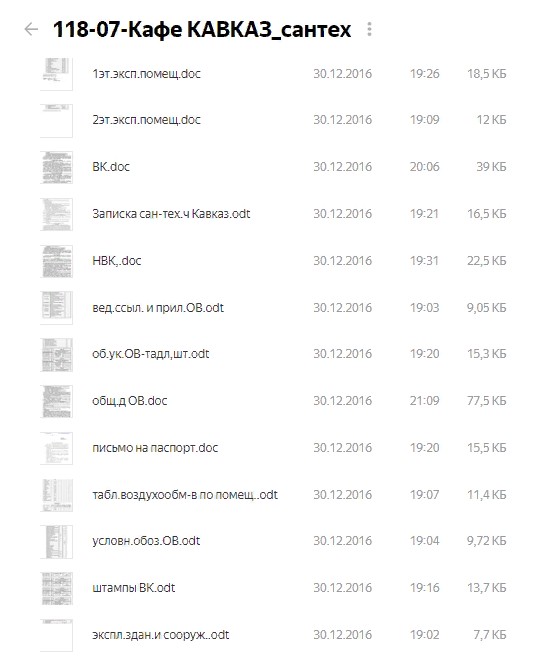 118-07-Кафе КАВКАЗ_сантех
1эт.эксп.помещ.doc 30.12.2016 19:26 18,5 КБ
2эт.эксп.помещ.doc 30.12.2016 19:09 12 КБ
ВК.doc 30.12.2016 20:06 39 КБ
Записка сан-тех.ч Кавказ.odt 30.12.2016 19:21 16,5 КБ
НВК,.doc 30.12.2016 19:31 22,5 КБ
вед.ссыл. и прил.ОВ.odt 30.12.2016 19:03 9,05 КБ
об.ук.ОВ-тадл,шт.odt 30.12.2016 19:20 15,3 КБ
общ.д ОВ.doc 30.12.2016 21:09 77,5 КБ
письмо на паспорт.doc 30.12.2016 19:20 15,5 КБ
табл.воздухообм-в по помещ..odt 30.12.2016 19:07 11,4 КБ
условн.обоз.ОВ.odt 30.12.2016 19:04 9,72 КБ
штампы ВК.odt 30.12.2016 19:16 13,7 КБ
экспл.здан.и сооруж..odt 30.12.2016 19:02 7,7 КБ